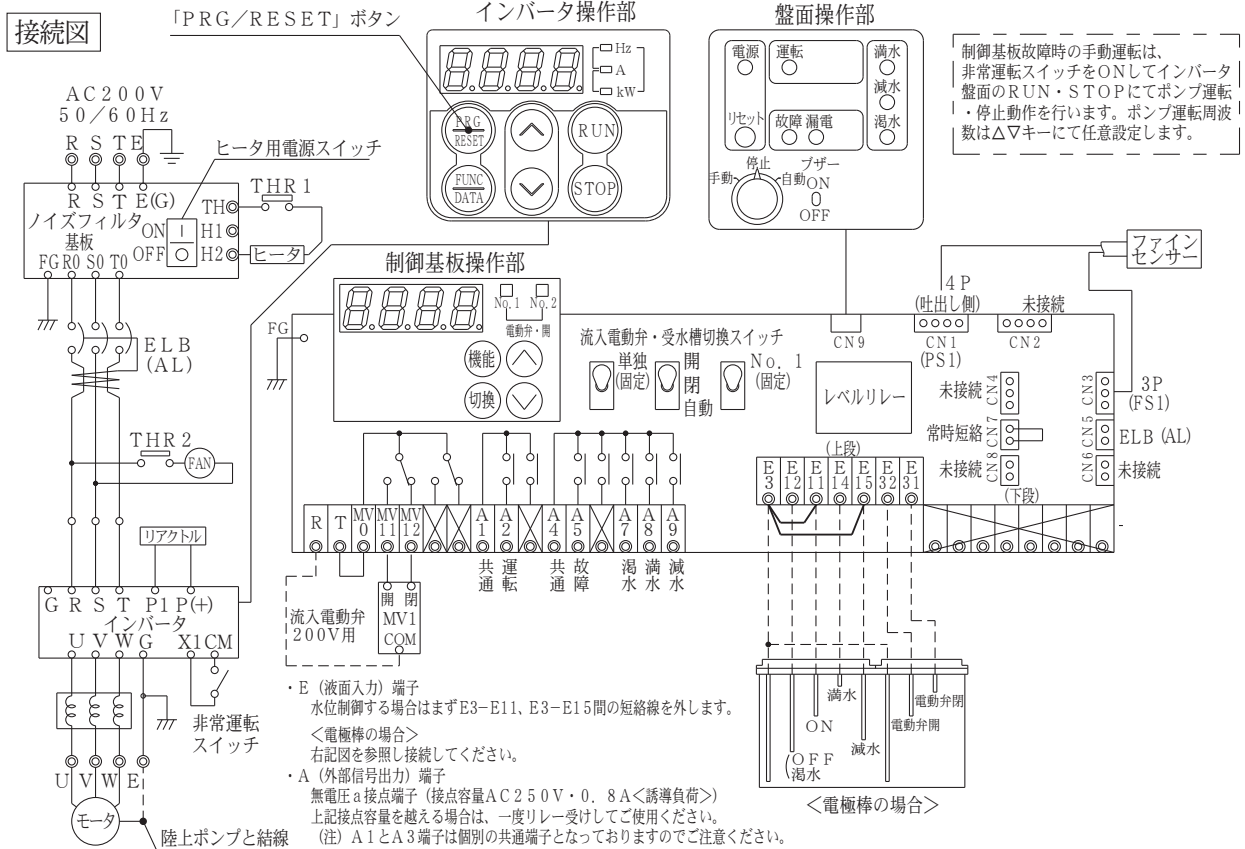 接続図
「PRG/RESET」ボタン
インバータ操作部
Hz
A
kW
PRG
RESET
RUN
FUNC
DATA
STOP
盤面操作部
電源
運転
満水
減水
渇水
リセット
故障 漏電
手動
停止
自動
ブザー
ON
OFF
制御基板故障時の手動運転は、
非常運転スイッチをONしてインバータ
盤面のRUN・STOPにてポンプ運転
・停止動作を行います。ポンプ運転周波
数は△▽キーにて任意設定します。
AC200V
50/60Hz
R S T E
ヒータ用電源スイッチ
R S T E(G)
ノイズフィルタ
基板
ON
OFF
TH
H1
H2
THR1
ヒータ
FG R0 S0 T0
ELB
(AL)
THR2
FAN
リアクトル
G R S T P1 P(+)
インバータ
U V W G X1 CM
非常運転
スイッチ
U V W E
モータ
陸上ポンプと結線
制御基板操作部
No.1 No.2
電動弁・開
機能
切換
FG
流入電動弁・受水槽切換スイッチ
単独
(固定)
開
閉
自動
No.1
(固定)
CN9
4P
(吐出し側)
CN1
(PS1)
未接続
CN2
ファイン
センサー
レベルリレー
未接続
CN4
常時短絡
CN7
未接続
CN8
CN3
3P
(FS1)
CN5
ELB(AL)
CN6
未接続
(上段)
(下段)
E3 E12 E11 E14 E15 E32 E31
R T MV0 MV11 MV12 A1 A2 A4 A5 A7 A8 A9
共通 運転 共通 故障 渇水 満水 減水
流入電動弁
200V用
開 閉
MV1
COM
・E(液面入力)端子
水位制御する場合はまずE3−E11、E3−E15間の短絡線を外します。
<電極棒の場合>
右記図を参照し接続してください。
・A(外部信号出力)端子
無電圧a接点端子(接点容量AC250V・0.8A<誘導負荷>)
上記接点容量を越える場合は、一度リレー受けしてご使用ください。
(注)A1とA3端子は個別の共通端子となっておりますのでご注意ください。
満水
ON
(OFF
渇水
減水
電動弁開
電動弁閉
<電極棒の場合>